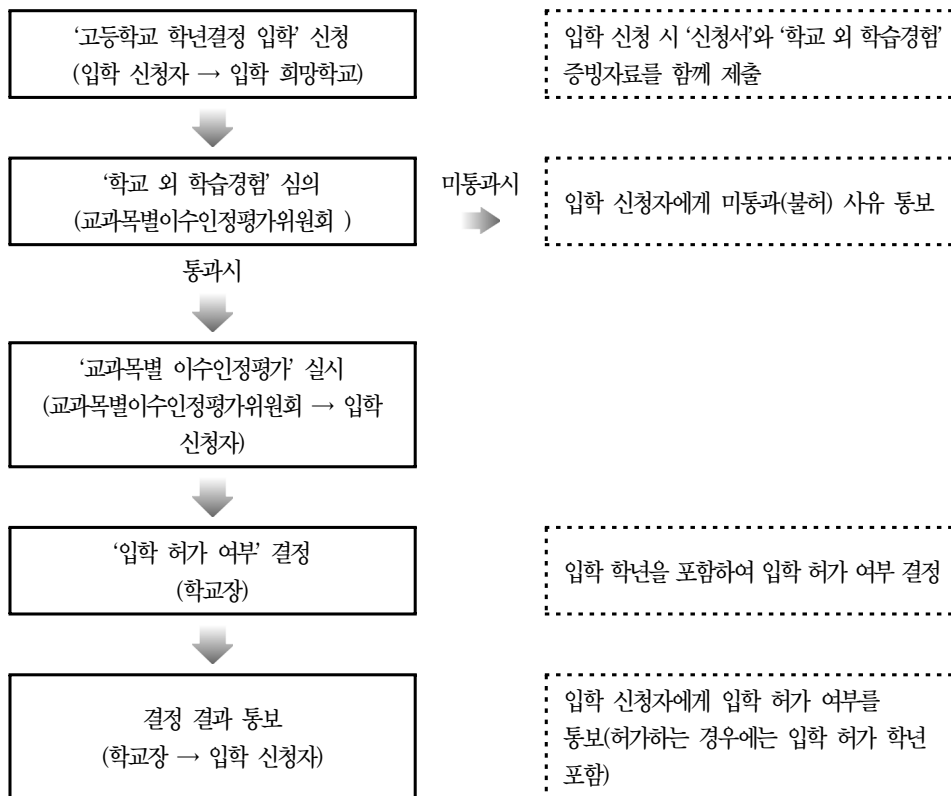 ‘고등학교 학년결정 입학’ 신청
(입학 신청자 → 입학 희망학교)
입학 신청 시 ‘신청서’와 ‘학교 외 학습경험’
증빙자료를 함께 제출
‘학교 외 학습경험’ 심의
(교과목별이수인정평가위원회 )
미통과시
입학 신청자에게 미통과(불허) 사유 통보
통과시
‘교과목별 이수인정평가’ 실시
(교과목별이수인정평가위원회 → 입학
신청자)
‘입학 허가 여부’ 결정
(학교장)
입학 학년을 포함하여 입학 허가 여부 결정
결정 결과 통보
(학교장 → 입학 신청자)
입학 신청자에게 입학 허가 여부를
통보(허가하는 경우에는 입학 허가 학년
포함)